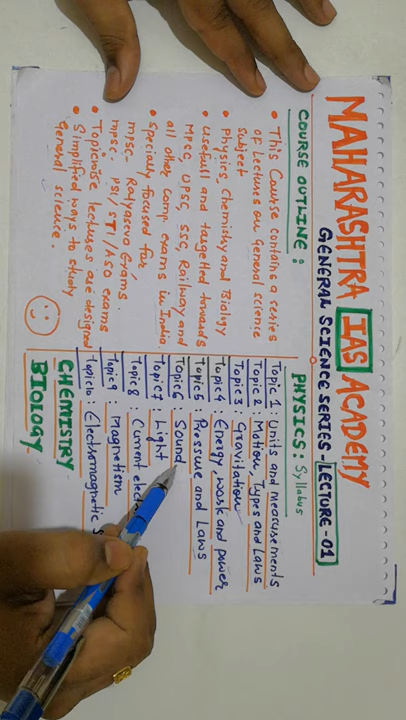 MAHARASHTRA IAS ACADEMY
GENERAL SCIENCE SERIES - LECTURE - 01
COURSE OUTLINE :
• This Course contains a series
of Lectures on General science
subject
• Physics, Chemistry and Biology
• Usefull and targetted towards
MPSC, UPSC, SSC, Railway and
all other comp. exams in India
• Specially focused for
MPSC Rajyaseva Exams.
MPSC- PSI/STI/ASO exams
• Topicwise lectures are designed
• Simplified ways to study
General science.
PHYSICS : Syllabus
Topic 1 : Units and measurements
Topic 2 : Motion, Types and Laws
Topic 3 : Gravitation
Topic 4 : Energy, work and power
Topic 5 : Pressure and Laws
Topic 6 : Sound
Topic 7 : Light
Topic 8 : Current
Topic 9 : Magnetism
Topic 10 : Electromagnetic
CHEMISTRY
BIOLOGY